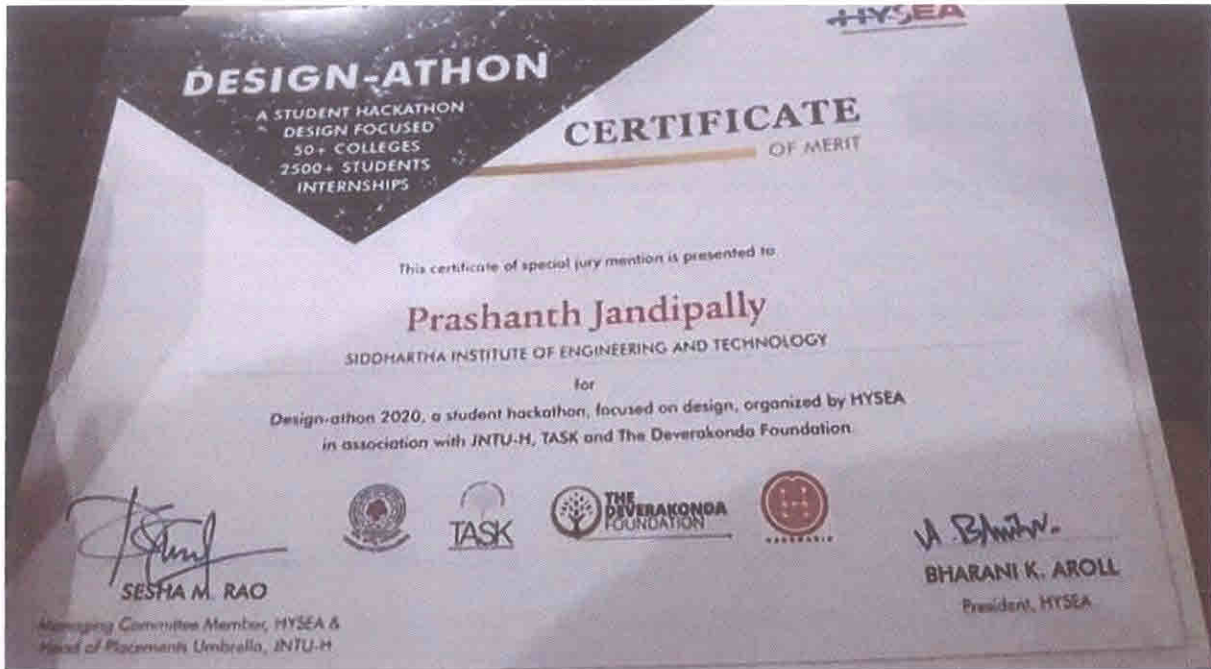 DESIGN-ATHON
A STUDENT HACKATHON
DESIGN FOCUSED
50+ COLLEGES
2500+ STUDENTS
INTERNSHIPS
HYSEA
CERTIFICATE
OF MERIT
This certificate of special jury mention is presented to
Prashanth Jandipally
SIDDHARTHA INSTITUTE OF ENGINEERING AND TECHNOLOGY
for
Design-athon 2020, a student hackathon, focused on design, organized by HYSEA
in association with JNTU-H, TASK and The Deverakonda Foundation
TASK
THE
DEVERAKONDA
FOUNDATION
SESHA M. RAO
Managing Committee Member, HYSEA &
Head of Placements Umbrella, JNTU-H
BHARANI K. AROLL
President, HYSEA